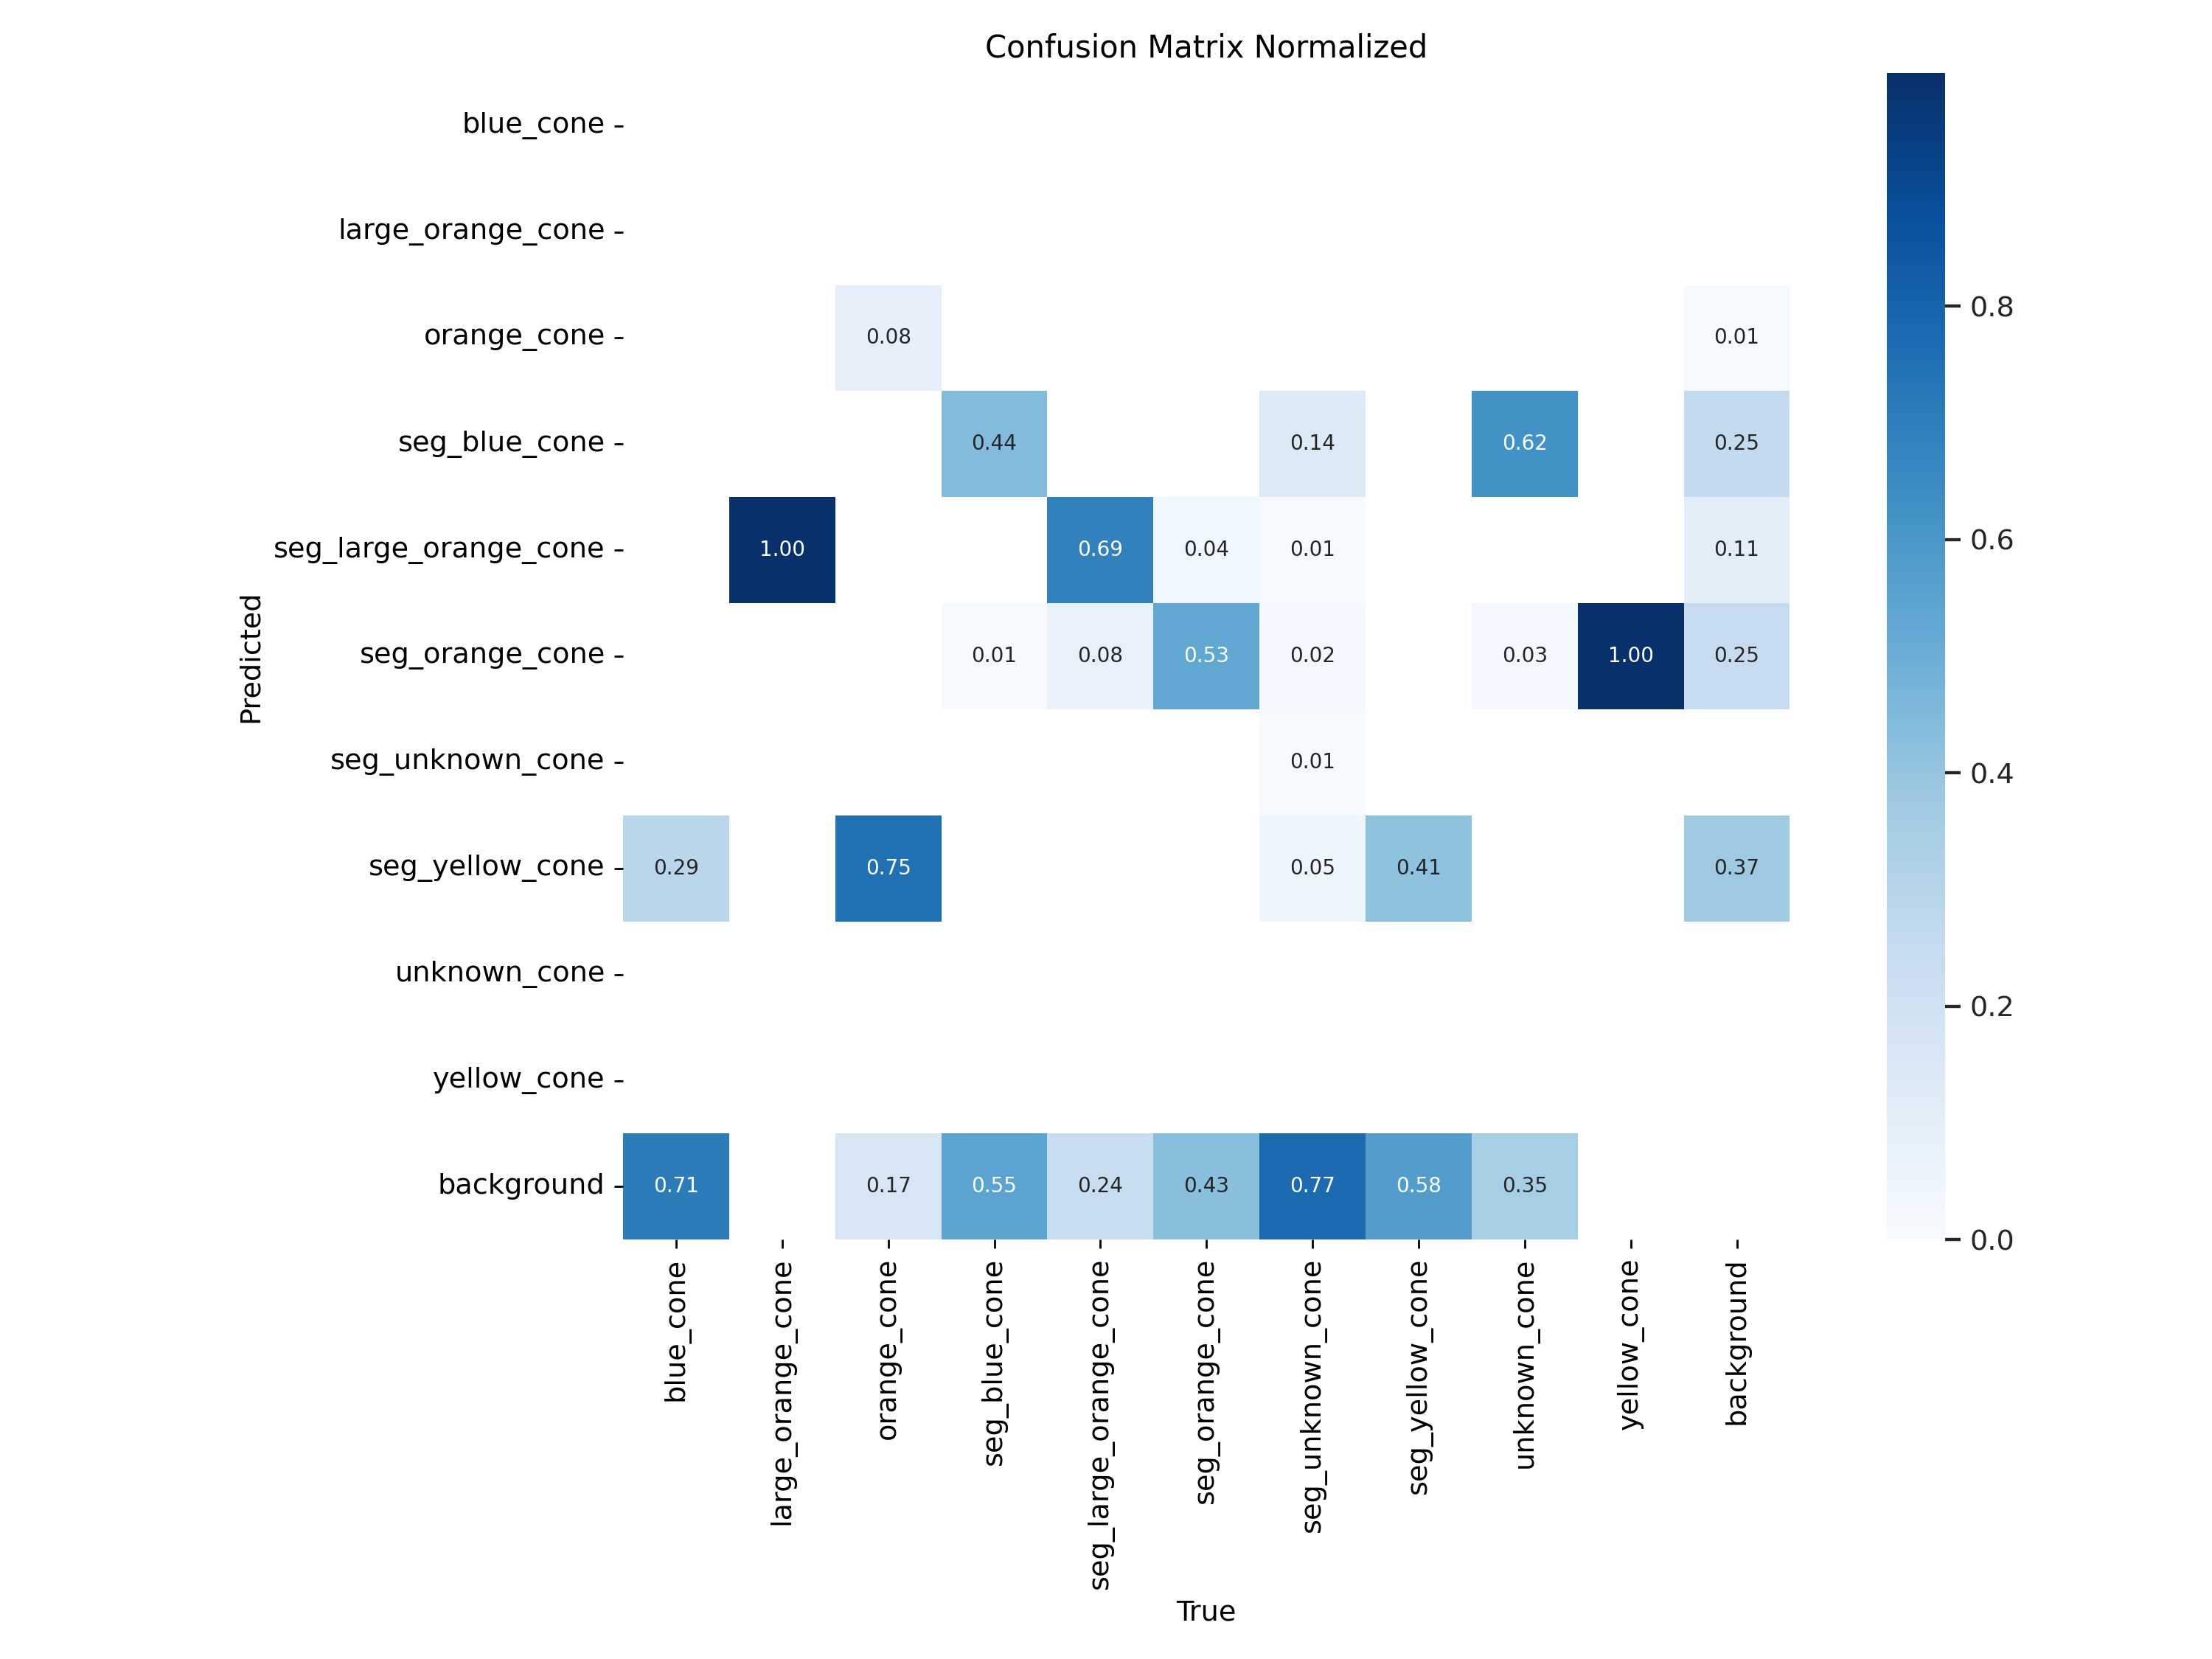 Confusion Matrix Normalized
blue_cone
large_orange_cone
orange_cone 0.08 0.01
seg_blue_cone 0.44 0.14 0.62 0.25
seg_large_orange_cone 1.00 0.69 0.04 0.01 0.11
seg_orange_cone 0.01 0.08 0.53 0.02 0.03 1.00 0.25
seg_unknown_cone 0.01
seg_yellow_cone 0.29 0.75 0.05 0.41 0.37
unknown_cone
yellow_cone
background 0.71 0.17 0.55 0.24 0.43 0.77 0.58 0.35
Predicted
blue_cone
large_orange_cone
orange_cone
seg_blue_cone
seg_large_orange_cone
seg_orange_cone
seg_unknown_cone
seg_yellow_cone
unknown_cone
yellow_cone
background
True
0.8
0.6
0.4
0.2
0.0